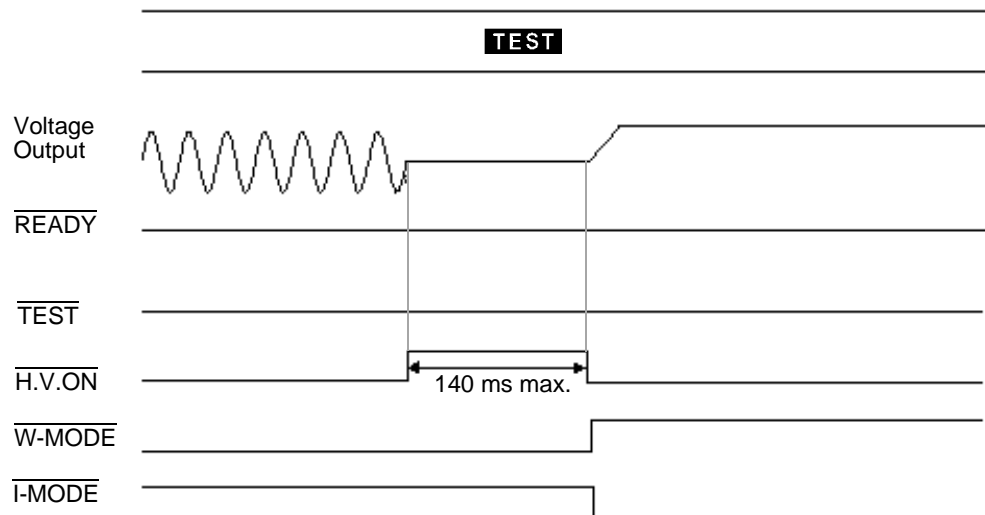 TEST
Voltage
Output
READY
TEST
H.V.ON
140 ms max.
W-MODE
I-MODE